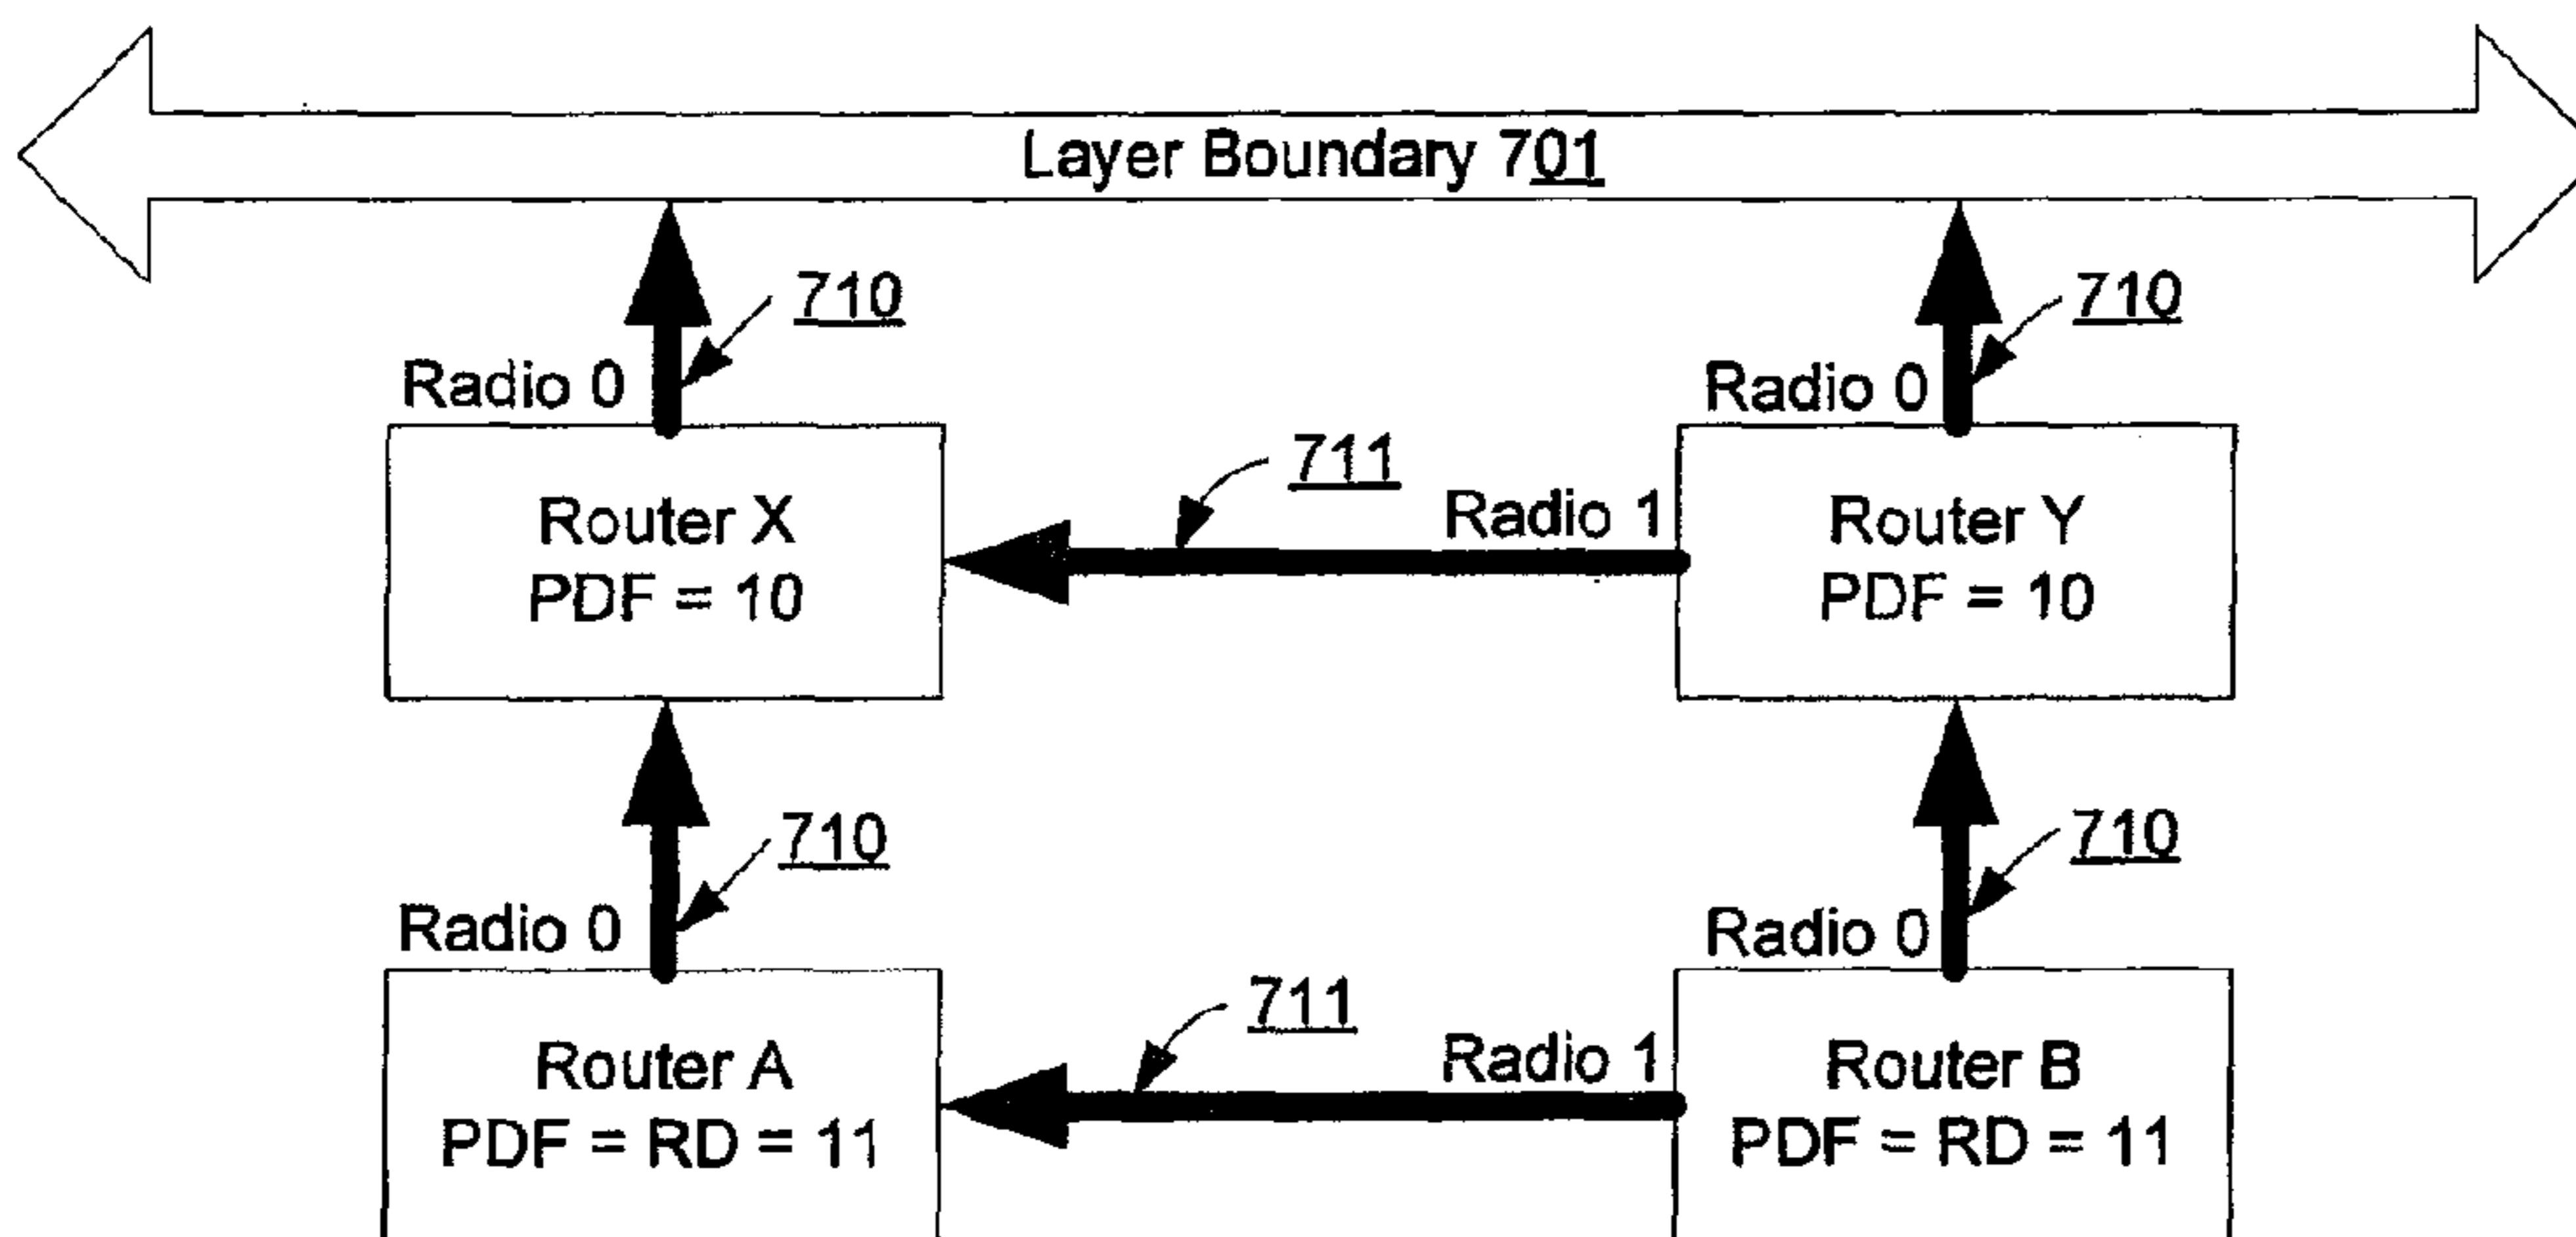 Layer Boundary 701
710
710
Radio 0
Radio 0
711
Radio 1
Router X
PDF = 10
Router Y
PDF = 10
710
710
Radio 0
Radio 0
711
Radio 1
Router A
PDF = RD = 11
Router B
PDF = RD = 11